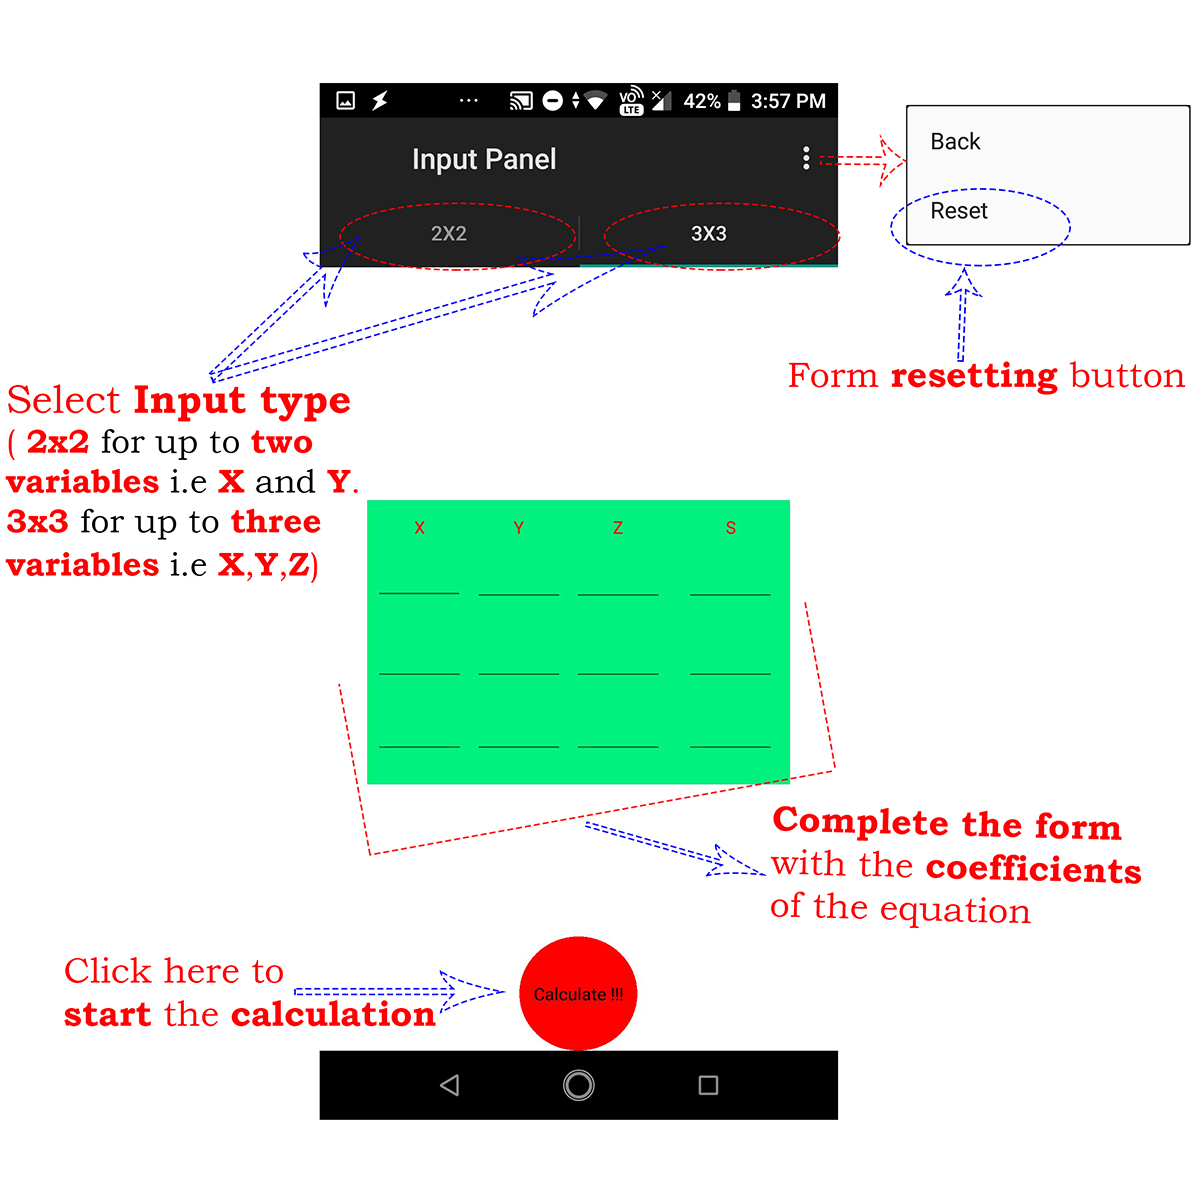 42% 3:57 PM
VO LTE
Input Panel
2X2 3X3
Back
Reset
Form resetting button
Select Input type
( 2x2 for up to two
variables i.e X and Y.
3x3 for up to three
variables i.e X,Y,Z)
X Y Z S
Complete the form
with the coefficients
of the equation
Click here to
start the calculation
Calculate !!!